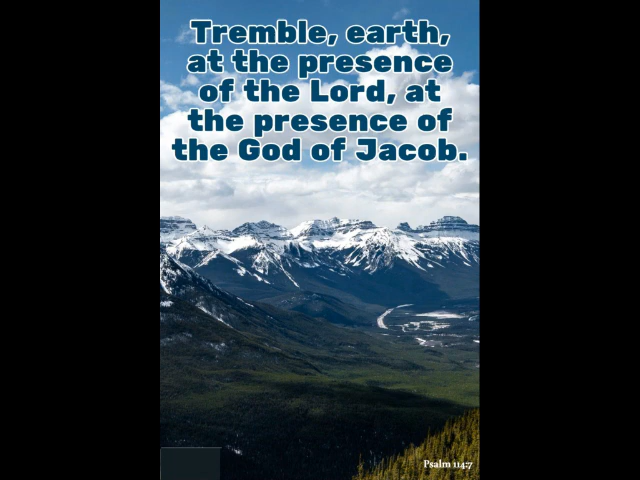 Tremble, earth,
at the presence
of the Lord, at
the presence of
the God of Jacob.
Psalm 114:7